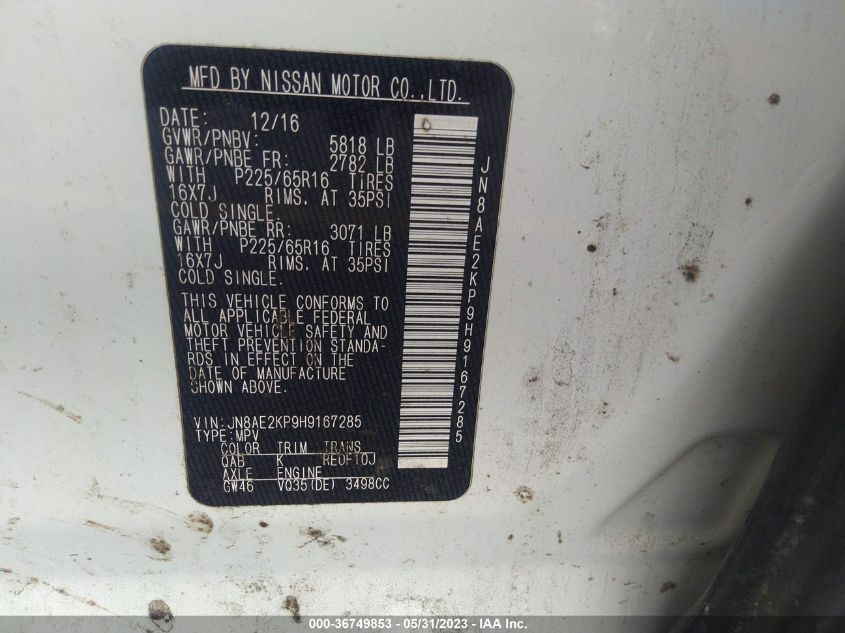 MFD BY NISSAN MOTOR CO.,LTD.
DATE: 12/16
GVWR/PNBV: 5818 LB
GAWR/PNBE FR: 2782 LB
WITH P225/65R16 TIRES
16X7J RIMS. AT 35PSI
COLD SINGLE.
GAWR/PNBE RR: 3071 LB
WITH P225/65R16 TIRES
16X7J RIMS. AT 35PSI
COLD SINGLE.
THIS VEHICLE CONFORMS TO
ALL APPLICABLE FEDERAL
MOTOR VEHICLE SAFETY AND
THEFT PREVENTION STANDA-
RDS IN EFFECT ON THE
DATE OF MANUFACTURE
SHOWN ABOVE.
VIN:JN8AE2KP9H9167285
TYPE:MPV
COLOR TRIM TRANS
QAB K RE0F10J
AXLE ENGINE
GW46 VQ35(DE) 3498CC
JN8AE2KP9H9167285
000-36749853 - 05/31/2023 - IAA Inc.